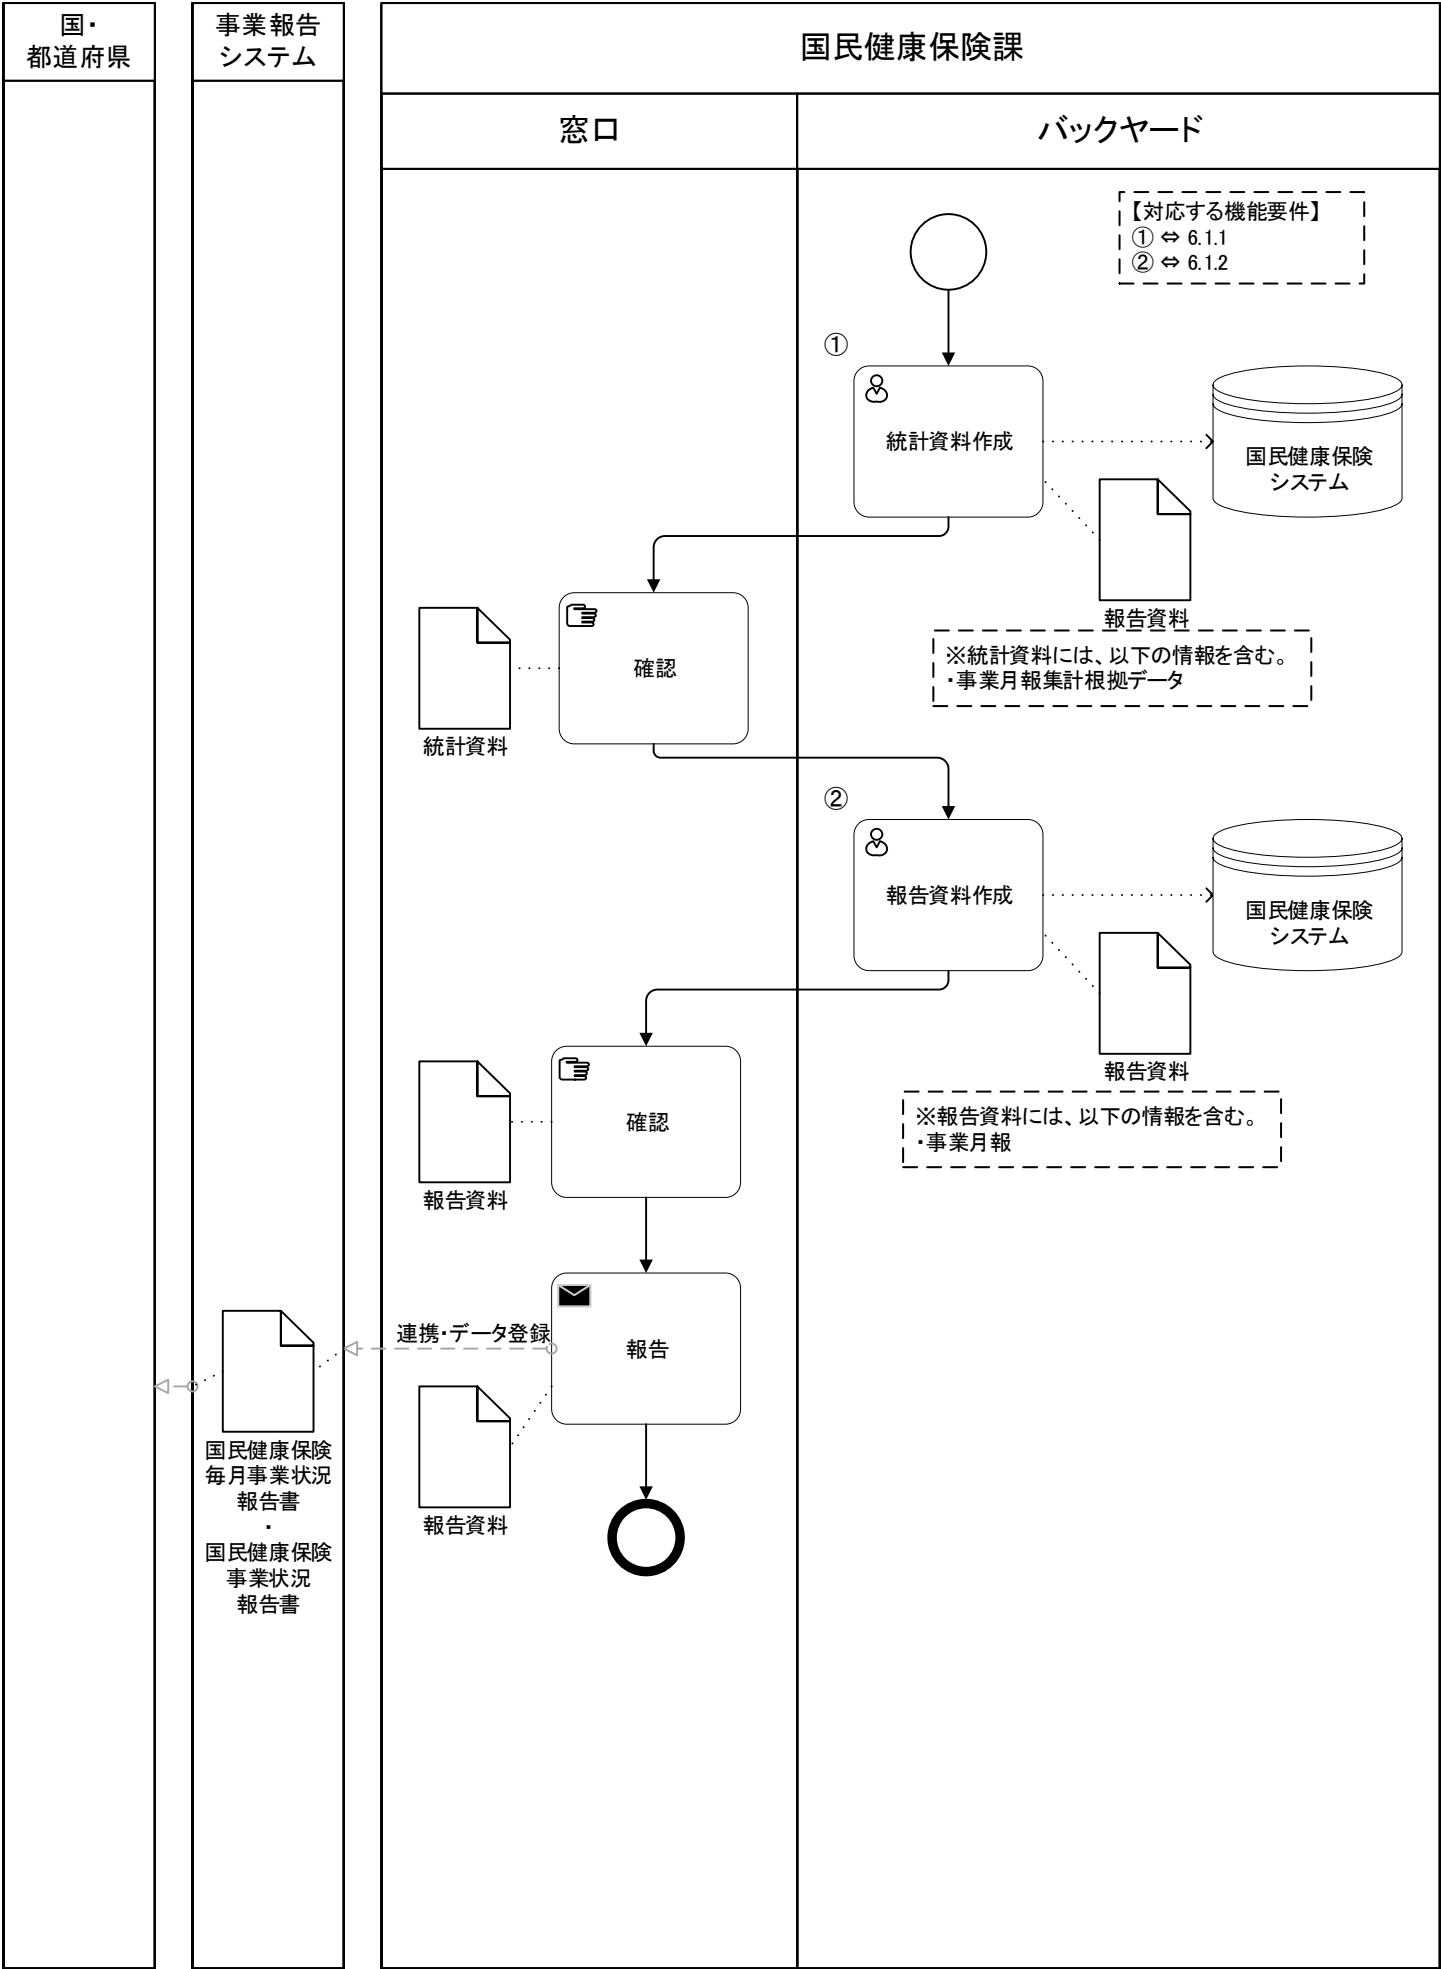 国・
都道府県
事業報告
システム
国民健康保険課
窓口
バックヤード
【対応する機能要件】
① ⇔ 6.1.1
② ⇔ 6.1.2
①
統計資料作成
国民健康保険
システム
報告資料
※統計資料には、以下の情報を含む。
・事業月報集計根拠データ
確認
統計資料
②
報告資料作成
国民健康保険
システム
報告資料
※報告資料には、以下の情報を含む。
・事業月報
確認
報告資料
連携・データ登録
報告
報告資料
国民健康保険
毎月事業状況
報告書
・
国民健康保険
事業状況
報告書